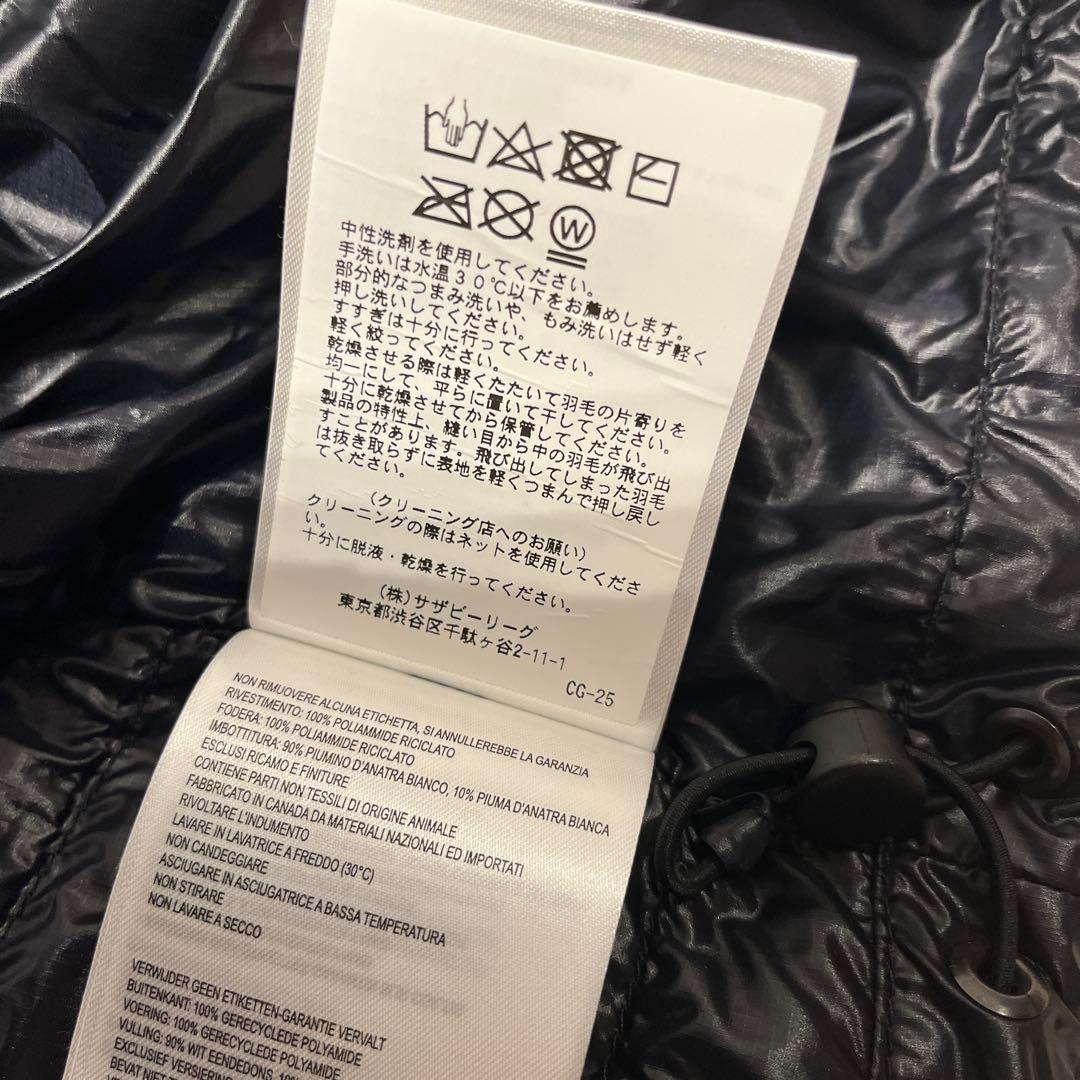 W
中性洗剤を使用してください。
手洗いは水温30℃以下をお薦めします。
部分的なつまみ洗いや、もみ洗いはせず軽く
押し洗いしてください。
すすぎは十分に行ってください。
軽く絞ってください。
乾燥させる際は軽くたたいて羽毛の片寄りを
均一にして、平らに置いて干してください。
十分に乾燥させてから保管してください。
製品の特性上、縫い目から中の羽毛が飛び出
すことがあります。飛び出してしまった羽毛
は抜き取らずに表地を軽くつまんで押し戻し
てください。
(クリーニング店へのお願い)
クリーニングの際はネットを使用してくださ
い。
十分に脱液・乾燥を行ってください。
(株)サザビーリーグ
東京都渋谷区千駄ヶ谷2-11-1
CG-25
NON RIMUOVERE ALCUNA ETICHETTA, SI ANNULLEREBBE LA GARANZIA
RIVESTIMENTO: 100% POLIAMMIDE RICICLATO
FODERA: 100% POLIAMMIDE RICICLATO
IMBOTTITURA: 90% PIUMINO D'ANATRA BIANCO, 10% PIUMA D'ANATRA BIANCA
ESCLUSI RICAMO E FINITURE
CONTIENE PARTI NON TESSILI DI ORIGINE ANIMALE
FABBRICATO IN CANADA DA MATERIALI NAZIONALI ED IMPORTATI
RIVOLTARE L'INDUMENTO
LAVARE IN LAVATRICE A FREDDO (30°C)
NON CANDEGGIARE
ASCIUGARE IN ASCIUGATRICE A BASSA TEMPERATURA
NON STIRARE
NON LAVARE A SECCO
VERWIJDER GEEN ETIKETTEN-GARANTIE VERVALT
BUITENKANT: 100% GERECYCLEDE POLYAMIDE
VOERING: 100% GERECYCLEDE POLYAMIDE
VULLING: 90% WIT EENDEDONS, 10%
EXCLUSIEF VERSIERING
BEVAT NIET